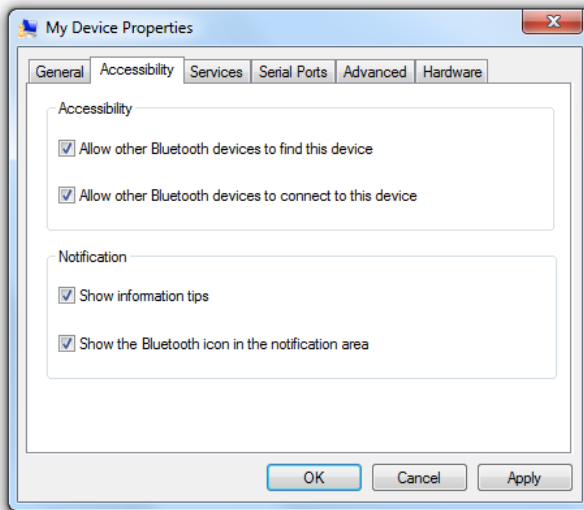 My Device Properties
General Accessibility Services Serial Ports Advanced Hardware
Accessibility
Allow other Bluetooth devices to find this device
Allow other Bluetooth devices to connect to this device
Notification
Show information tips
Show the Bluetooth icon in the notification area
OK Cancel Apply